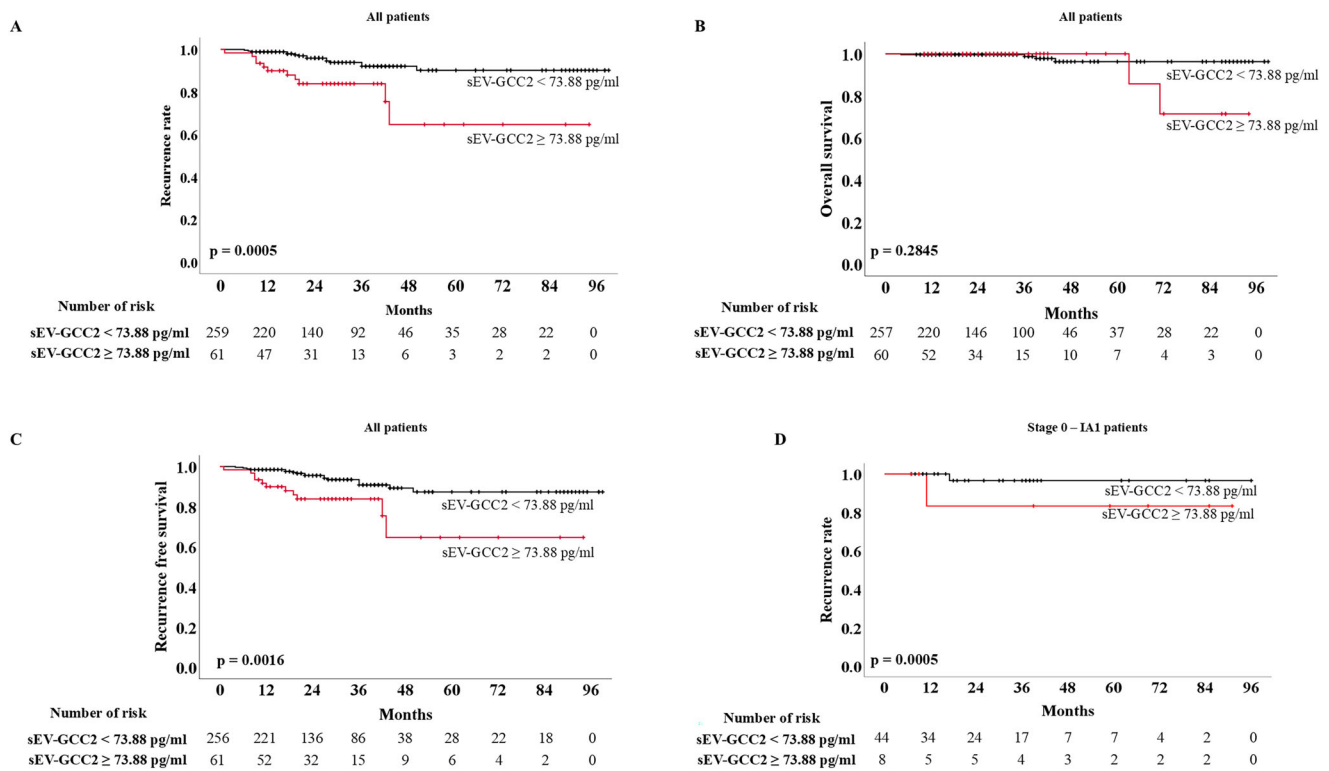 A
All patients
Recurrence rate
1.0
0.8
0.6
0.4
0.2
0.0
sEV-GCC2 < 73.88 pg/ml
sEV-GCC2 ≥ 73.88 pg/ml
p = 0.0005
0 12 24 36 48 60 72 84 96
Number of risk
Months
sEV-GCC2 < 73.88 pg/ml 259 220 140 92 46 35 28 22 0
sEV-GCC2 ≥ 73.88 pg/ml 61 47 31 13 6 3 2 2 0
B
All patients
Overall survival
1.0
0.8
0.6
0.4
0.2
0.0
sEV-GCC2 < 73.88 pg/ml
sEV-GCC2 ≥ 73.88 pg/ml
p = 0.2845
0 12 24 36 48 60 72 84 96
Number of risk
Months
sEV-GCC2 < 73.88 pg/ml 257 220 146 100 46 37 28 22 0
sEV-GCC2 ≥ 73.88 pg/ml 60 52 34 15 10 7 4 3 0
C
All patients
Recurrence free survival
1.0
0.8
0.6
0.4
0.2
0.0
sEV-GCC2 < 73.88 pg/ml
sEV-GCC2 ≥ 73.88 pg/ml
p = 0.0016
0 12 24 36 48 60 72 84 96
Number of risk
Months
sEV-GCC2 < 73.88 pg/ml 256 221 136 86 38 28 22 18 0
sEV-GCC2 ≥ 73.88 pg/ml 61 52 32 15 9 6 4 2 0
D
Stage 0 – IA1 patients
Recurrence rate
1.0
0.8
0.6
0.4
0.2
0.0
sEV-GCC2 < 73.88 pg/ml
sEV-GCC2 ≥ 73.88 pg/ml
p = 0.0005
0 12 24 36 48 60 72 84 96
Number of risk
Months
sEV-GCC2 < 73.88 pg/ml 44 34 24 17 7 7 4 2 0
sEV-GCC2 ≥ 73.88 pg/ml 8 5 5 4 3 2 2 2 0